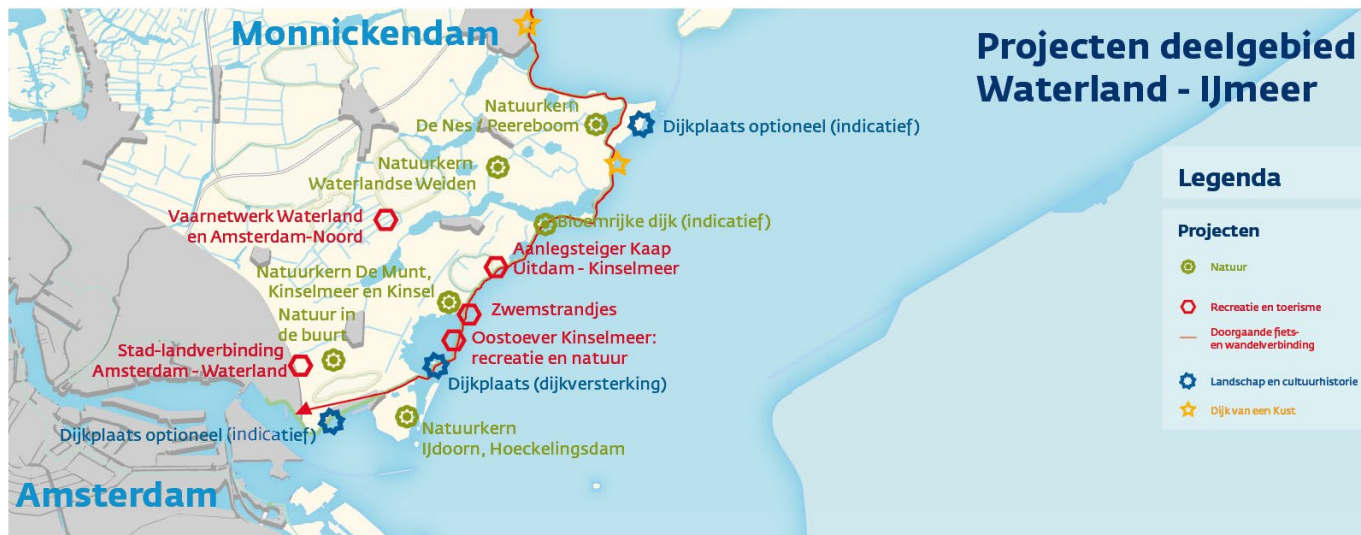 Monnickendam
Projecten deelgebied
Waterland - IJmeer
Natuurkern
De Nes / Peereboom
Dijkplaats optioneel (indicatief)
Natuurkern
Waterlandse Weiden
Vaarnetwerk Waterland
en Amsterdam-Noord
Bloemrijke dijk (indicatief)
Aanlegsteiger Kaap
Uitdam - Kinselmeer
Natuurkern De Munt,
Kinselmeer en Kinsel
Zwemstrandjes
Natuur in
de buurt
Oostoever Kinselmeer:
recreatie en natuur
Stad-landverbinding
Amsterdam - Waterland
Dijkplaats (dijkversterking)
Dijkplaats optioneel (indicatief)
Natuurkern
IJdoorn, Hoeckelingsdam
Amsterdam
Legenda
Projecten
Natuur
Recreatie en toerisme
Doorgaande fiets-
en wandelverbinding
Landschap en cultuurhistorie
Dijk van een Kust